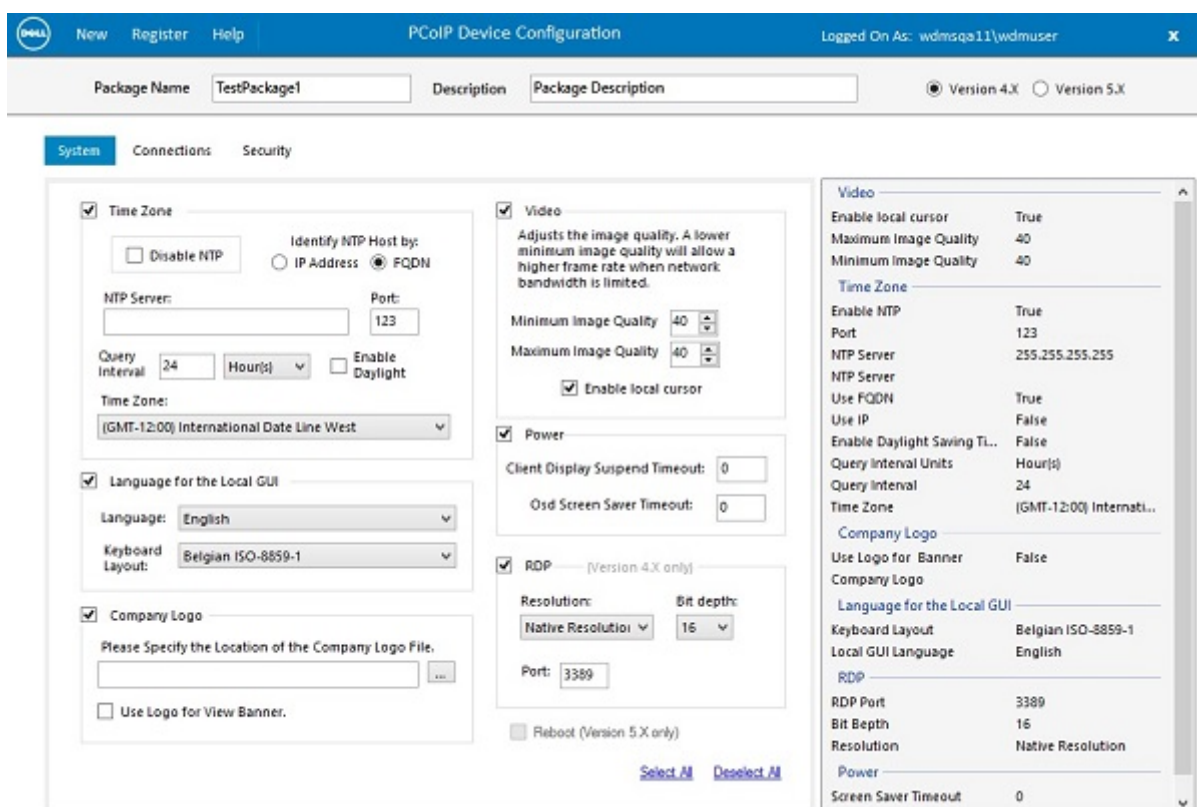 DELL New Register Help PCoIP Device Configuration Logged On As: wdmsqa11\wdmuser x
Package Name TestPackage1 Description Package Description Version 4.X Version 5.X
System Connections Security
Time Zone
Disable NTP
Identify NTP Host by:
IP Address FQDN
NTP Server: Port:
123
Query Interval 24 Hour(s) Enable Daylight
Time Zone:
(GMT-12:00) International Date Line West
Language for the Local GUI
Language: English
Keyboard Layout: Belgian ISO-8859-1
Company Logo
Please Specify the Location of the Company Logo File.
...
Use Logo for View Banner.
Video
Adjusts the image quality. A lower
minimum image quality will allow a
higher frame rate when network
bandwidth is limited.
Minimum Image Quality 40
Maximum Image Quality 40
Enable local cursor
Power
Client Display Suspend Timeout: 0
Osd Screen Saver Timeout: 0
RDP (Version 4.X only)
Resolution: Bit depth:
Native Resolution 16
Port: 3389
Reboot (Version 5.X only)
Select All Deselect All
Video
Enable local cursor True
Maximum Image Quality 40
Minimum Image Quality 40
Time Zone
Enable NTP True
Port 123
NTP Server 255.255.255.255
NTP Server
Use FQDN True
Use IP False
Enable Daylight Saving Ti... False
Query Interval Units Hour(s)
Query Interval 24
Time Zone (GMT-12:00) Internati...
Company Logo
Use Logo for Banner False
Company Logo
Language for the Local GUI
Keyboard Layout Belgian ISO-8859-1
Local GUI Language English
RDP
RDP Port 3389
Bit Bepth 16
Resolution Native Resolution
Power
Screen Saver Timeout 0